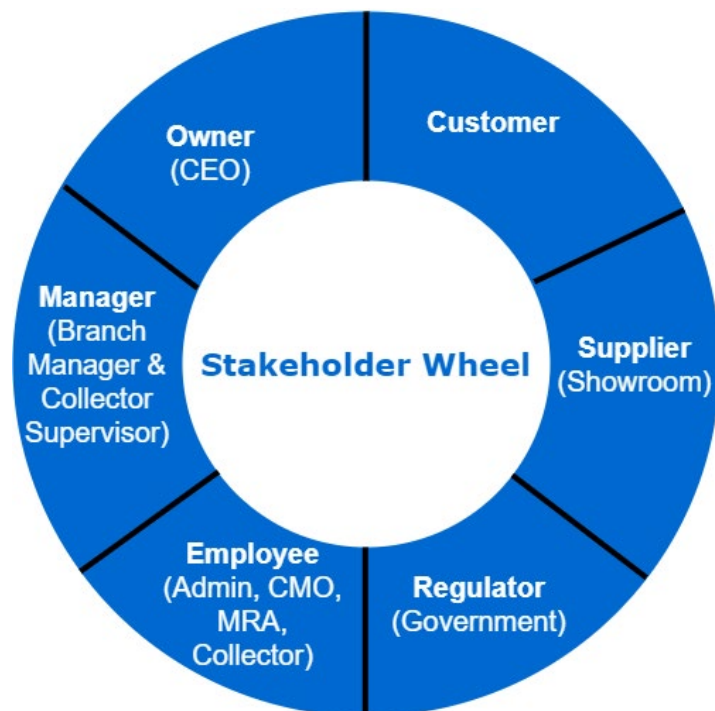 Owner
(CEO)
Customer
Manager
(Branch
Manager &
Collector
Supervisor)
Stakeholder Wheel
Supplier
(Showroom)
Employee
(Admin, CMO,
MRA,
Collector)
Regulator
(Government)